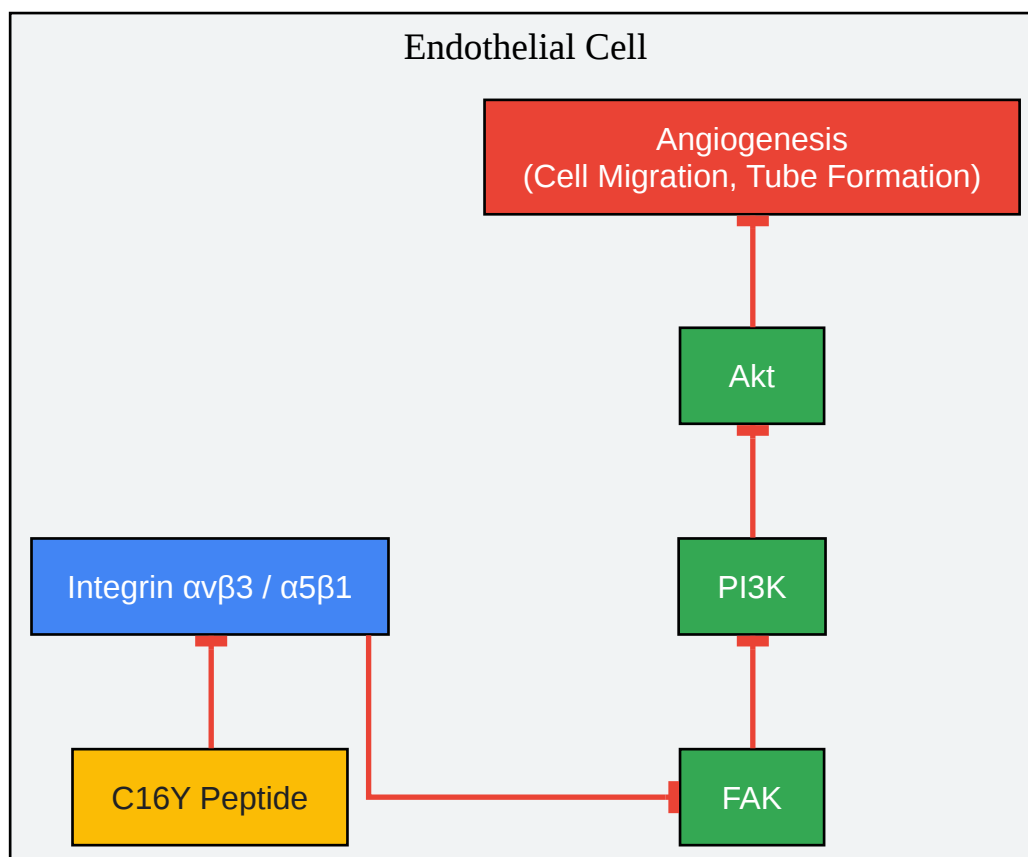 Endothelial Cell
Angiogenesis
(Cell Migration, Tube Formation)
Akt
Integrin αvβ3 / α5β1
PI3K
C16Y Peptide
FAK